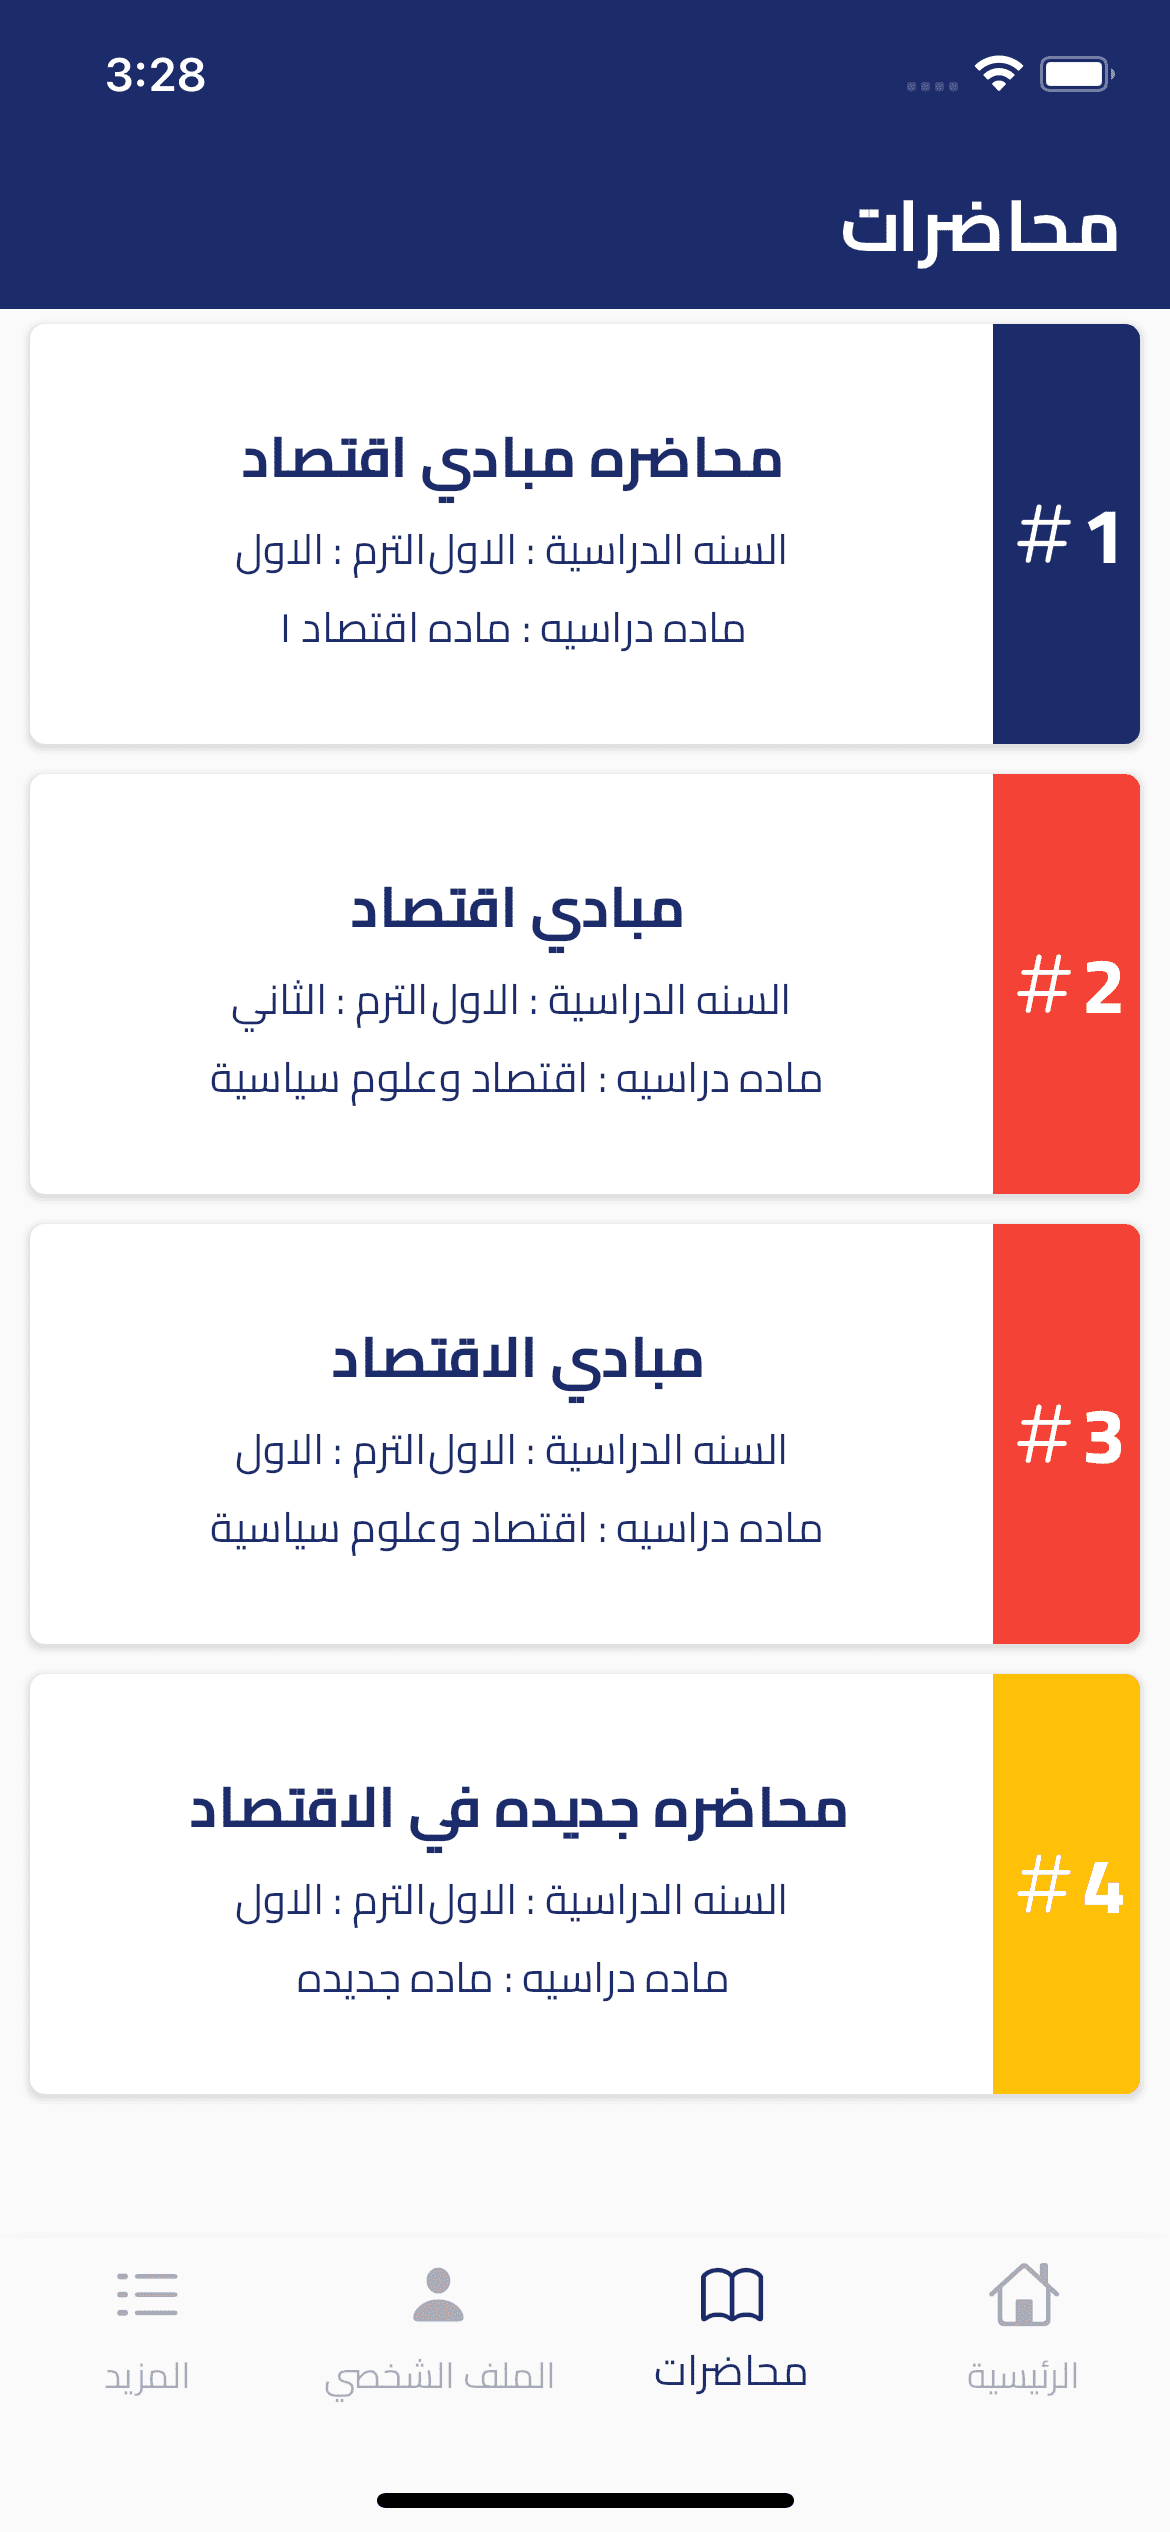 3:28
محاضرات
#1
محاضره مبادي اقتصاد
السنه الدراسية : الاول الترم : الاول
ماده دراسيه : ماده اقتصاد ١
#2
مبادي اقتصاد
السنه الدراسية : الاول الترم : الثاني
ماده دراسيه : اقتصاد وعلوم سياسية
#3
مبادي الاقتصاد
السنه الدراسية : الاول الترم : الاول
ماده دراسيه : اقتصاد وعلوم سياسية
#4
محاضره جديده في الاقتصاد
السنه الدراسية : الاول الترم : الاول
ماده دراسيه : ماده جديده
الرئيسية
محاضرات
الملف الشخصي
المزيد